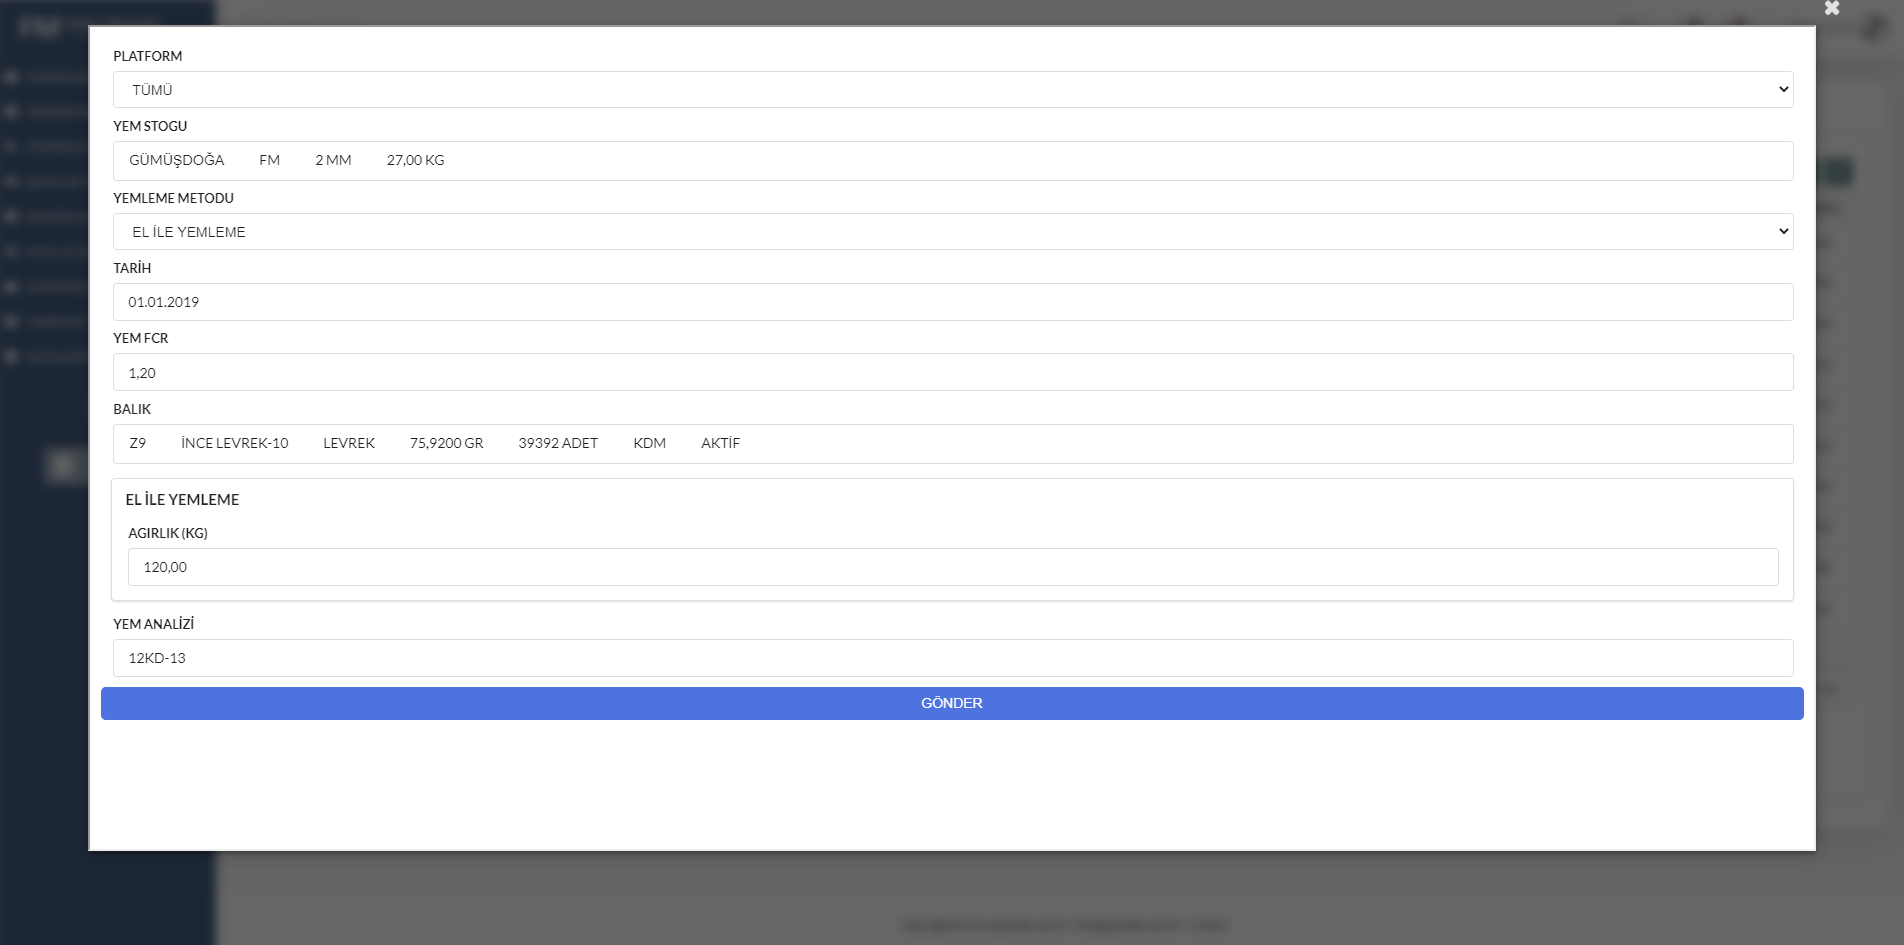 PLATFORM
TÜMÜ
YEM STOGU
GÜMÜŞDOĞA FM 2 MM 27,00 KG
YEMLEME METODU
EL İLE YEMLEME
TARİH
01.01.2019
YEM FCR
1,20
BALIK
Z9 İNCE LEVREK-10 LEVREK 75,9200 GR 39392 ADET KDM AKTİF
EL İLE YEMLEME
AGIRLIK (KG)
120,00
YEM ANALİZİ
12KD-13
GÖNDER